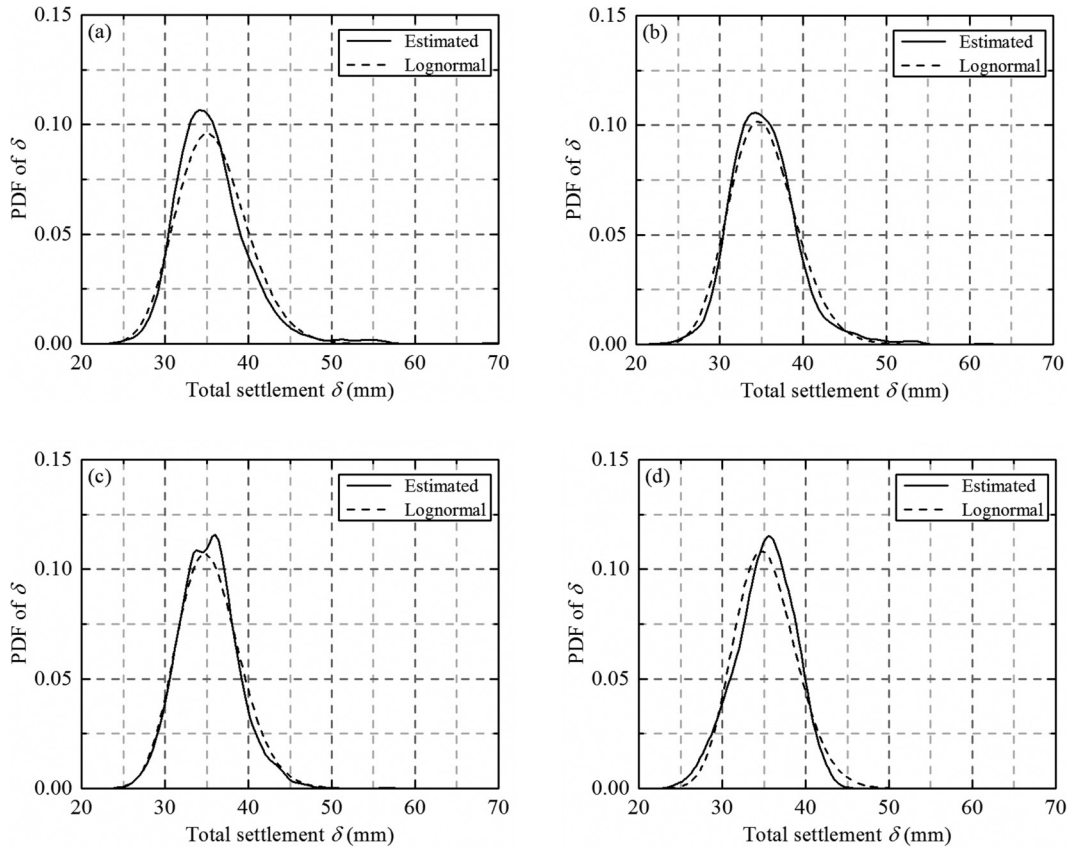 (a)
Estimated
Lognormal
0.15
0.10
0.05
0.00
PDF of δ
20 30 40 50 60 70
Total settlement δ (mm)
(b)
Estimated
Lognormal
0.15
0.10
0.05
0.00
PDF of δ
20 30 40 50 60 70
Total settlement δ (mm)
(c)
Estimated
Lognormal
0.15
0.10
0.05
0.00
PDF of δ
20 30 40 50 60 70
Total settlement δ (mm)
(d)
Estimated
Lognormal
0.15
0.10
0.05
0.00
PDF of δ
20 30 40 50 60 70
Total settlement δ (mm)